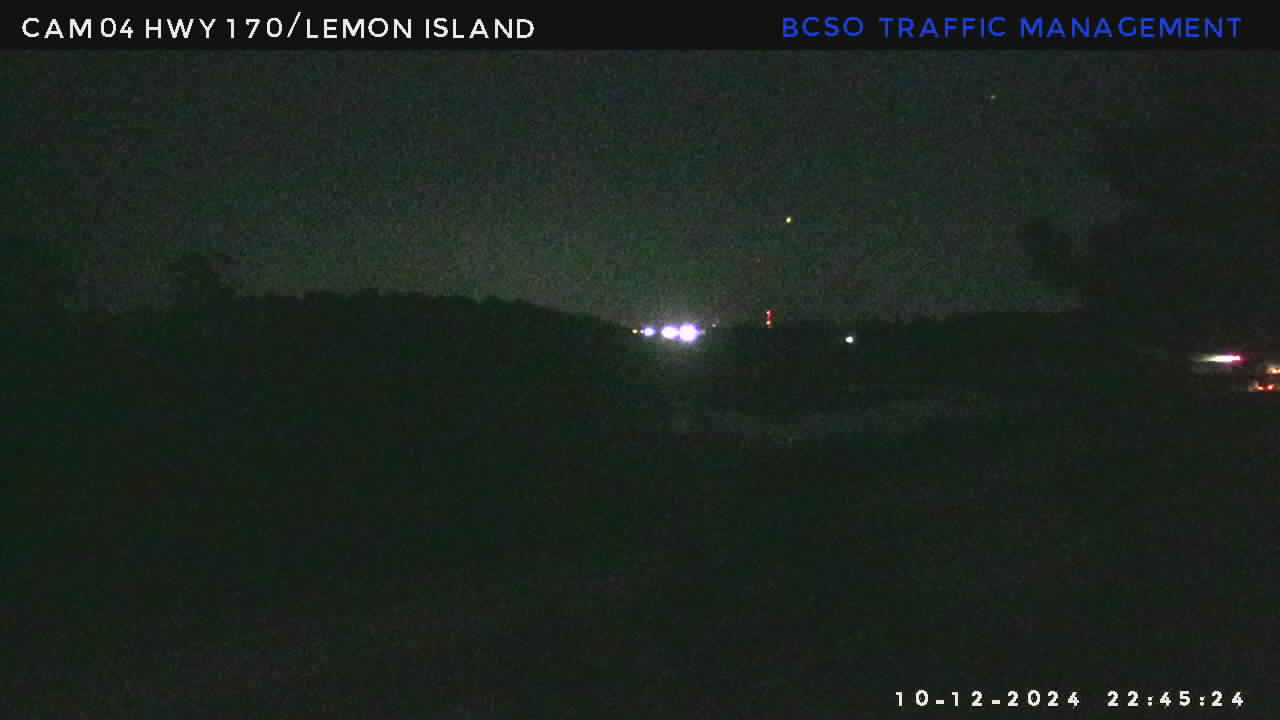 CAM04 HWY 170/LEMON ISLAND
BCSO TRAFFIC MANAGEMENT
10-12-2024 22:45:24